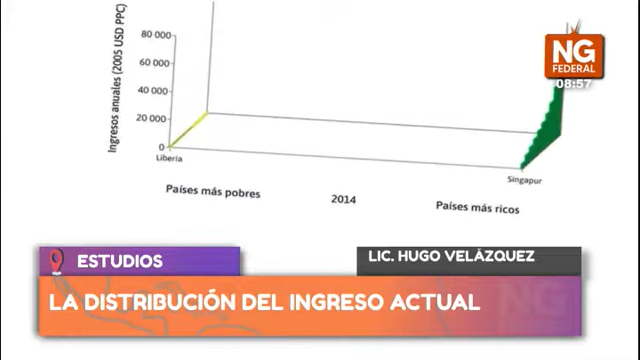 Ingresos anuales (2005 USD PPC)
80 000
60 000
40 000
20 000
0
Liberia
Singapur
Países más pobres
2014
Países más ricos
NG
FEDERAL
08:57
ESTUDIOS
LIC. HUGO VELÁZQUEZ
LA DISTRIBUCIÓN DEL INGRESO ACTUAL
NG